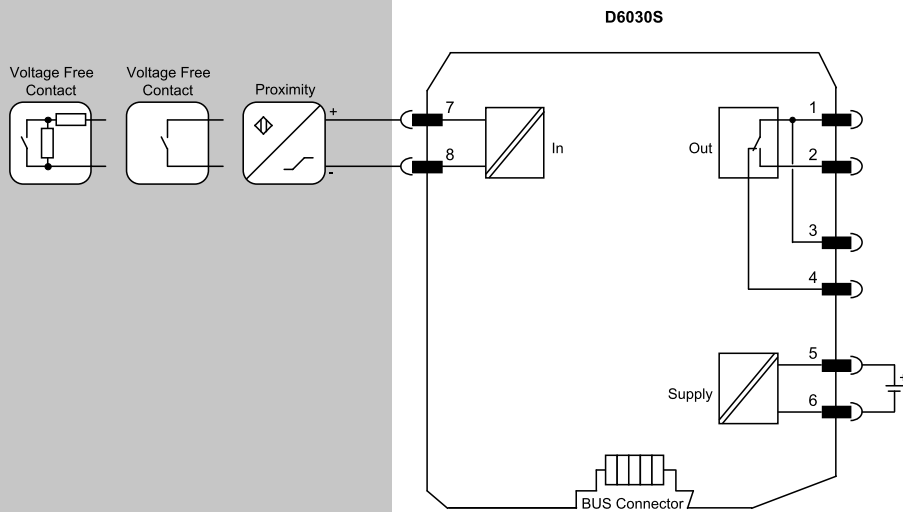 D6030S
Voltage Free
Contact
Voltage Free
Contact
Proximity
+
-
7
8
In
Out
1
2
3
4
5
6
Supply
+
BUS Connector